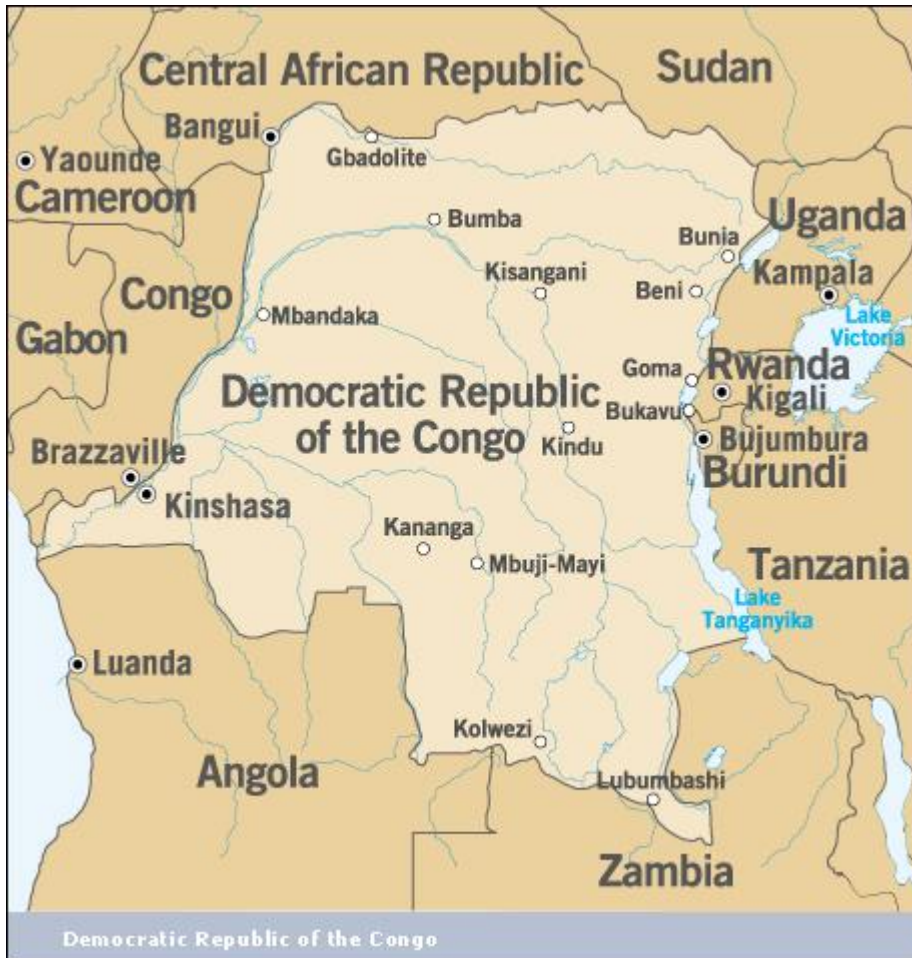 Central African Republic
Sudan
Bangui
Gbadolite
Yaounde
Cameroon
Bumba
Uganda
Bunia
Kisangani
Beni
Kampala
Congo
Mbandaka
Lake
Victoria
Gabon
Goma
Rwanda
Democratic Republic
of the Congo
Kigali
Bukavu
Kindu
Bujumbura
Brazzaville
Burundi
Kinshasa
Kananga
Mbuji-Mayi
Tanzania
Lake
Tanganyika
Luanda
Kolwezi
Angola
Lubumbashi
Zambia
Democratic Republic of the Congo